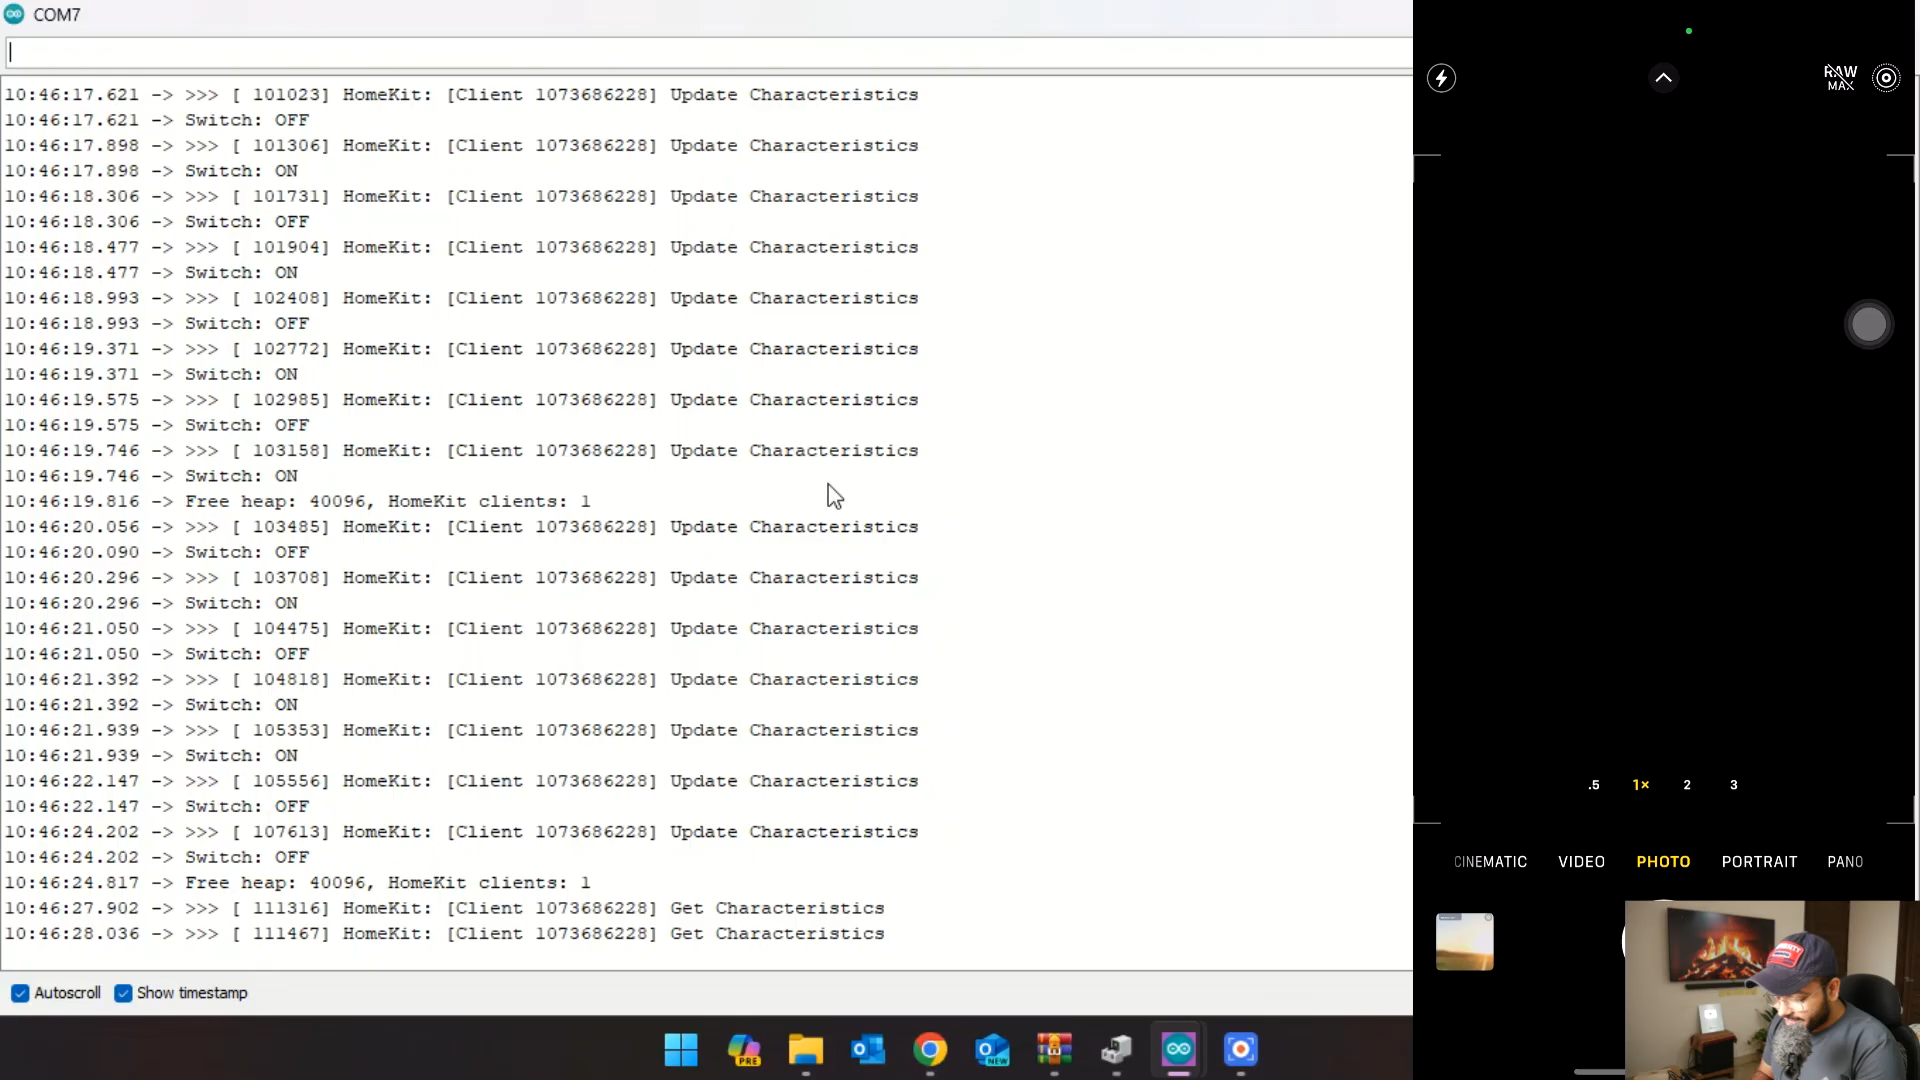 COM7
10:46:17.621 -> >>> [ 101023] HomeKit: [Client 1073686228] Update Characteristics
10:46:17.621 -> Switch: OFF
10:46:17.898 -> >>> [ 101306] HomeKit: [Client 1073686228] Update Characteristics
10:46:17.898 -> Switch: ON
10:46:18.306 -> >>> [ 101731] HomeKit: [Client 1073686228] Update Characteristics
10:46:18.306 -> Switch: OFF
10:46:18.477 -> >>> [ 101904] HomeKit: [Client 1073686228] Update Characteristics
10:46:18.477 -> Switch: ON
10:46:18.993 -> >>> [ 102408] HomeKit: [Client 1073686228] Update Characteristics
10:46:18.993 -> Switch: OFF
10:46:19.371 -> >>> [ 102772] HomeKit: [Client 1073686228] Update Characteristics
10:46:19.371 -> Switch: ON
10:46:19.575 -> >>> [ 102985] HomeKit: [Client 1073686228] Update Characteristics
10:46:19.575 -> Switch: OFF
10:46:19.746 -> >>> [ 103158] HomeKit: [Client 1073686228] Update Characteristics
10:46:19.746 -> Switch: ON
10:46:19.816 -> Free heap: 40096, HomeKit clients: 1
10:46:20.056 -> >>> [ 103485] HomeKit: [Client 1073686228] Update Characteristics
10:46:20.090 -> Switch: OFF
10:46:20.296 -> >>> [ 103708] HomeKit: [Client 1073686228] Update Characteristics
10:46:20.296 -> Switch: ON
10:46:21.050 -> >>> [ 104475] HomeKit: [Client 1073686228] Update Characteristics
10:46:21.050 -> Switch: OFF
10:46:21.392 -> >>> [ 104818] HomeKit: [Client 1073686228] Update Characteristics
10:46:21.392 -> Switch: ON
10:46:21.939 -> >>> [ 105353] HomeKit: [Client 1073686228] Update Characteristics
10:46:21.939 -> Switch: ON
10:46:22.147 -> >>> [ 105556] HomeKit: [Client 1073686228] Update Characteristics
10:46:22.147 -> Switch: OFF
10:46:24.202 -> >>> [ 107613] HomeKit: [Client 1073686228] Update Characteristics
10:46:24.202 -> Switch: OFF
10:46:24.817 -> Free heap: 40096, HomeKit clients: 1
10:46:27.902 -> >>> [ 111316] HomeKit: [Client 1073686228] Get Characteristics
10:46:28.036 -> >>> [ 111467] HomeKit: [Client 1073686228] Get Characteristics
Autoscroll Show timestamp
RAW
MAX
.5 1× 2 3
CINEMATIC VIDEO PHOTO PORTRAIT PANO
PRE
NEW